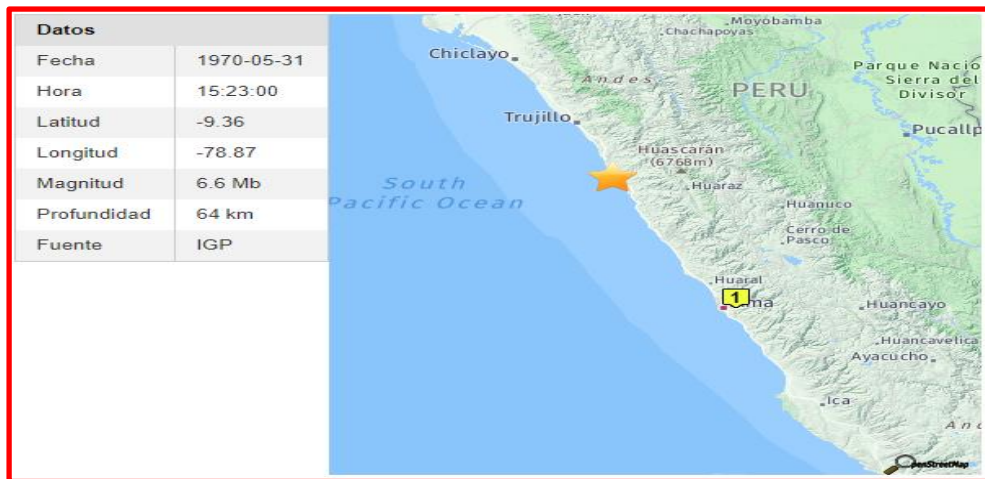 Datos
Fecha 1970-05-31
Hora 15:23:00
Latitud -9.36
Longitud -78.87
Magnitud 6.6 Mb
Profundidad 64 km
Fuente IGP
Moyobamba
Chachapoyas
Chiclayo
Andes
PERU
Parque Nacio
Sierra del
Divisor
Trujillo
Pucallp
Huascarán
(6768m)
Huaraz
South
Pacific Ocean
Huanuco
Cerro de
Pasco
Huaral
1
ma
Huancayo
Huancavelica
Ayacucho
Ica
An
OpenStreetMap